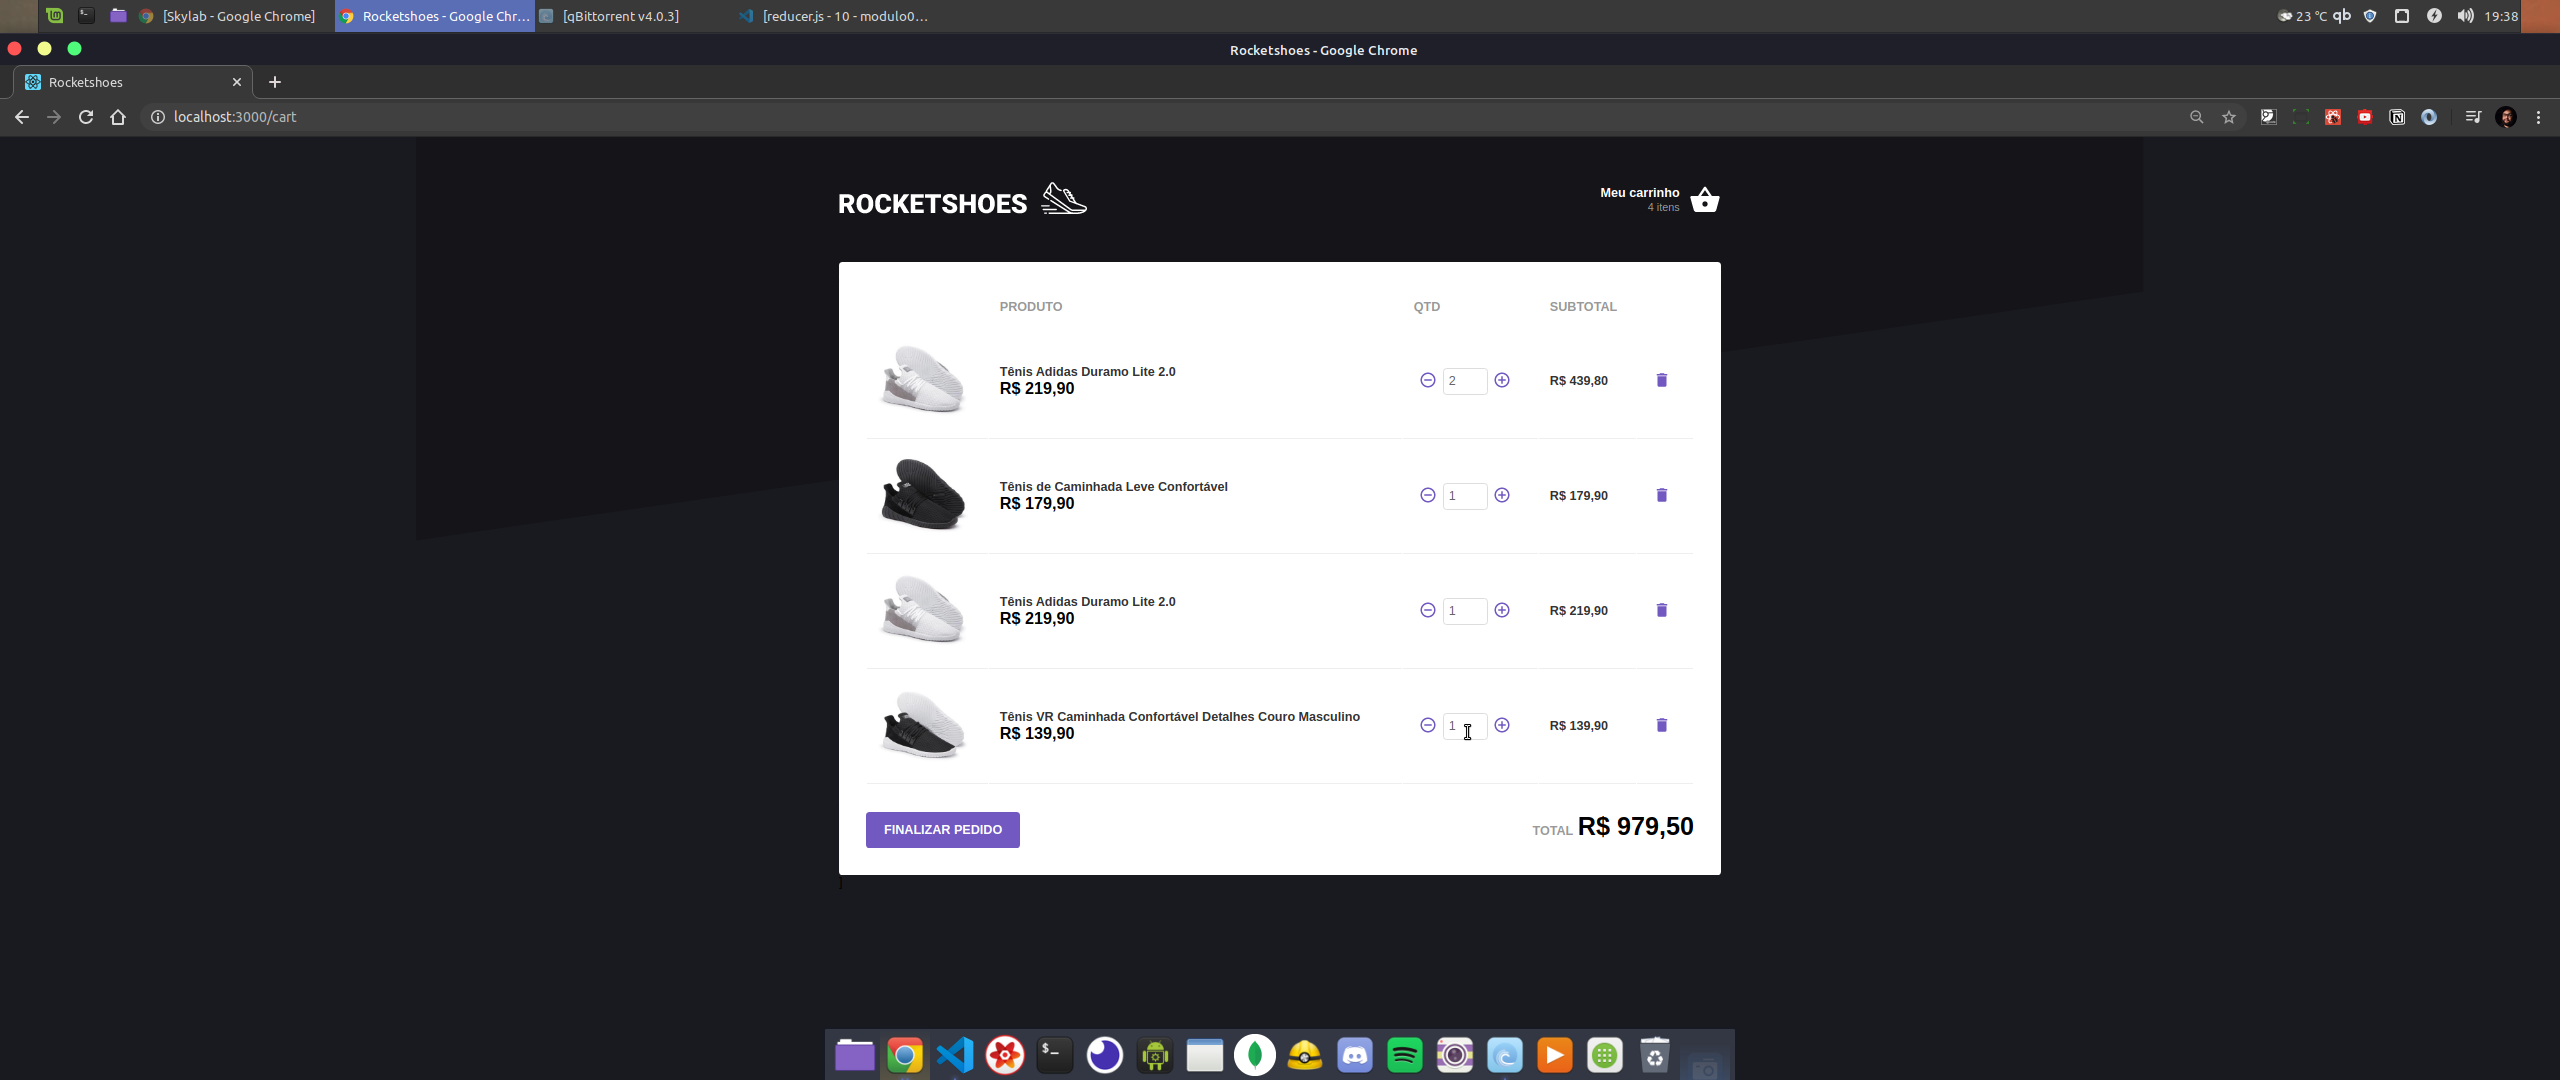 [Skylab - Google Chrome]
Rocketshoes - Google Chr...
[qBittorrent v4.0.3]
[reducer.js - 10 - modulo0...
23 °C
qb
19:38
Rocketshoes - Google Chrome
Rocketshoes
localhost:3000/cart
ROCKETSHOES
Meu carrinho
4 itens
PRODUTO QTD SUBTOTAL
Tênis Adidas Duramo Lite 2.0
R$ 219,90
2
R$ 439,80
Tênis de Caminhada Leve Confortável
R$ 179,90
1
R$ 179,90
Tênis Adidas Duramo Lite 2.0
R$ 219,90
1
R$ 219,90
Tênis VR Caminhada Confortável Detalhes Couro Masculino
R$ 139,90
1
R$ 139,90
FINALIZAR PEDIDO
TOTAL R$ 979,50